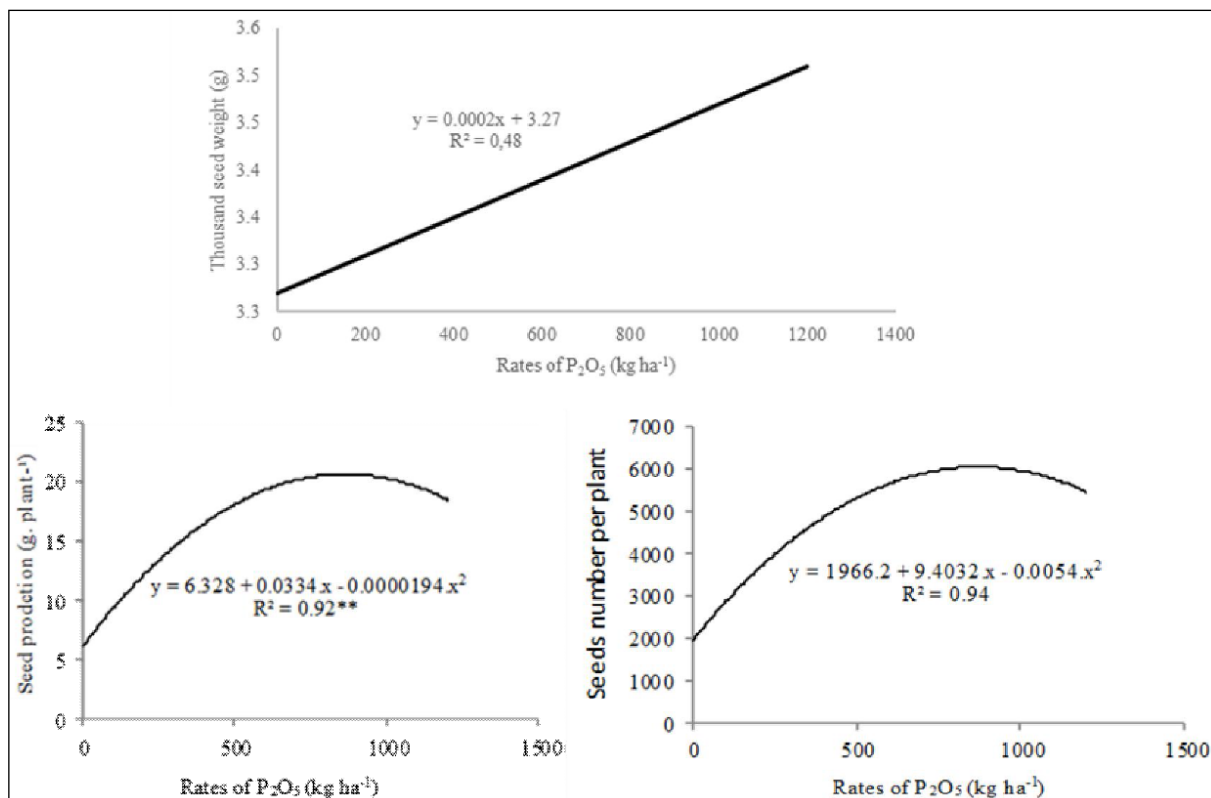 3.6
3.5
3.5
3.4
3.4
3.3
3.3
Thousand seed weight (g)
y = 0.0002x + 3.27
R² = 0,48
0 200 400 600 800 1000 1200 1400
Rates of P₂O₅ (kg ha⁻¹)
25
20
15
10
5
0
Seed prodction (g. plant-¹)
y = 6.328 + 0.0334.x - 0.0000194.x²
R² = 0.92**
0 500 1000 1500
Rates of P₂O₅ (kg ha⁻¹)
7000
6000
5000
4000
3000
2000
1000
0
Seeds number per plant
y = 1966.2 + 9.4032.x - 0.0054.x²
R² = 0.94
0 500 1000 1500
Rates of P₂O₅ (kg ha⁻¹)